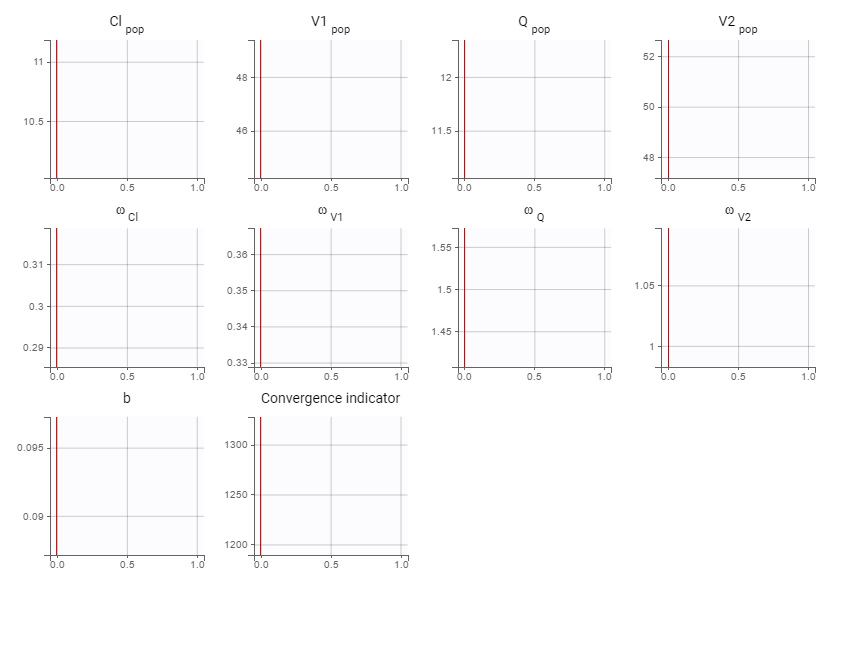 Cl pop
V1 pop
Q pop
V2 pop
11
10.5
0.0 0.5 1.0
48
46
0.0 0.5 1.0
12
11.5
0.0 0.5 1.0
52
50
48
0.0 0.5 1.0
ω Cl
ω V1
ω Q
ω V2
0.31
0.3
0.29
0.0 0.5 1.0
0.36
0.35
0.34
0.33
0.0 0.5 1.0
1.55
1.5
1.45
0.0 0.5 1.0
1.05
1
0.0 0.5 1.0
b
Convergence indicator
0.095
0.09
0.0 0.5 1.0
1300
1250
1200
0.0 0.5 1.0